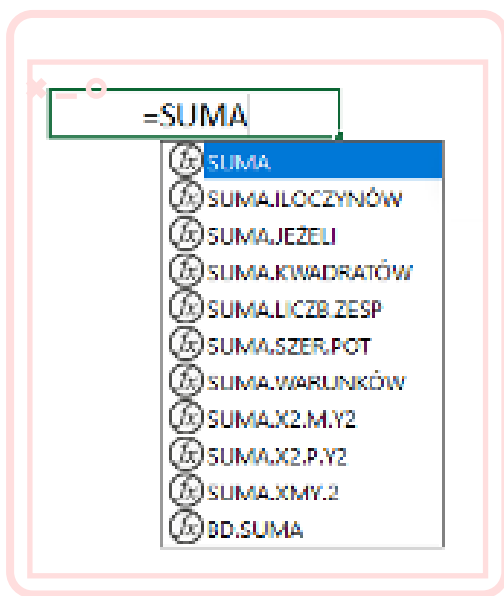 =SUMA
SUMA
SUMA.ILOCZYNÓW
SUMA.JEŻELI
SUMA.KWADRATÓW
SUMA.LICZB.ZESP
SUMA.SZER.POT
SUMA.WARUNKÓW
SUMA.X2.M.Y2
SUMA.X2.P.Y2
SUMA.XMY.2
BD.SUMA